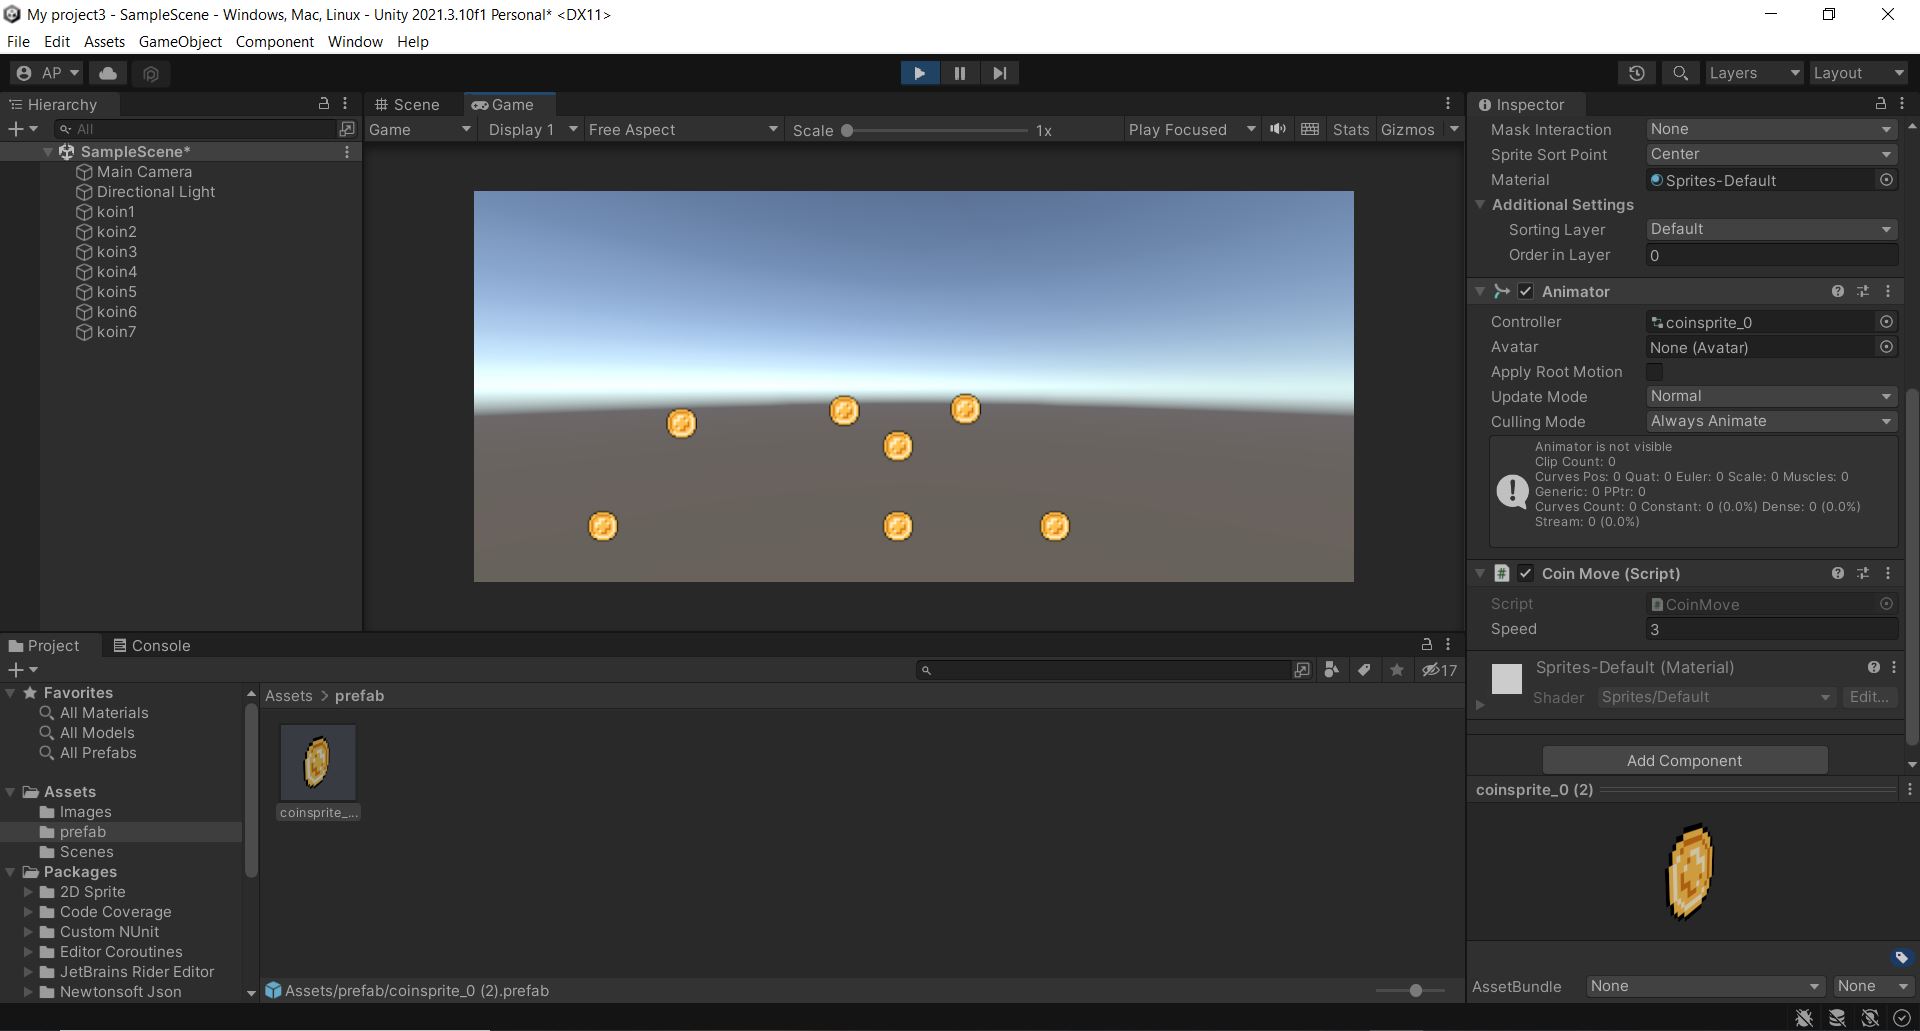 My project3 - SampleScene - Windows, Mac, Linux - Unity 2021.3.10f1 Personal* <DX11>
File Edit Assets GameObject Component Window Help
AP
Layers
Layout
Hierarchy
All
SampleScene*
Main Camera
Directional Light
koin1
koin2
koin3
koin4
koin5
koin6
koin7
Scene
Game
Game
Display 1
Free Aspect
Scale
1x
Play Focused
Stats
Gizmos
Inspector
Mask Interaction
None
Sprite Sort Point
Center
Material
Sprites-Default
Additional Settings
Sorting Layer
Default
Order in Layer
0
Animator
Controller
coinsprite_0
Avatar
None (Avatar)
Apply Root Motion
Update Mode
Normal
Culling Mode
Always Animate
Animator is not visible
Clip Count: 0
Curves Pos: 0 Quat: 0 Euler: 0 Scale: 0 Muscles: 0
Generic: 0 PPtr: 0
Curves Count: 0 Constant: 0 (0.0%) Dense: 0 (0.0%)
Stream: 0 (0.0%)
Coin Move (Script)
Script
CoinMove
Speed
3
Sprites-Default (Material)
Shader
Sprites/Default
Edit...
Add Component
coinsprite_0 (2)
AssetBundle
None
None
Project
Console
17
Favorites
All Materials
All Models
All Prefabs
Assets
Images
prefab
Scenes
Packages
2D Sprite
Code Coverage
Custom NUnit
Editor Coroutines
JetBrains Rider Editor
Newtonsoft Json
Assets > prefab
coinsprite_...
Assets/prefab/coinsprite_0 (2).prefab